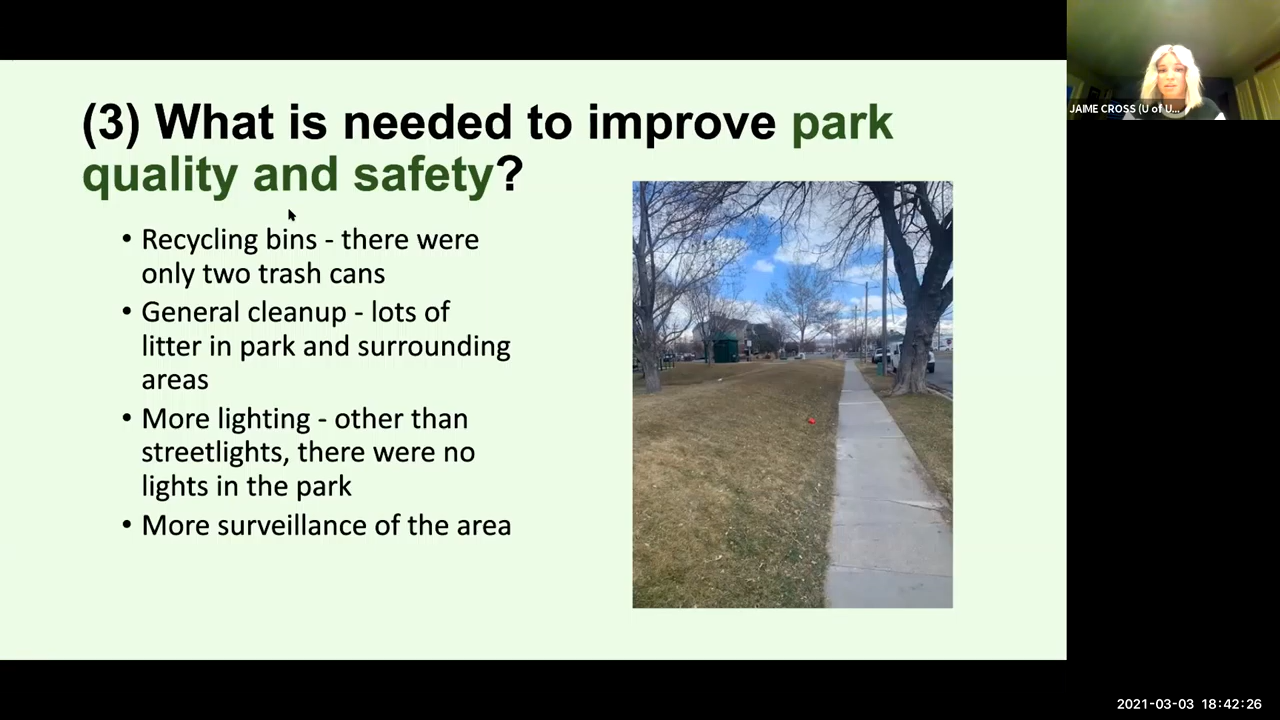 (3) What is needed to improve park
quality and safety?
• Recycling bins - there were
only two trash cans
• General cleanup - lots of
litter in park and surrounding
areas
• More lighting - other than
streetlights, there were no
lights in the park
• More surveillance of the area
JAIME CROSS (U of U...
2021-03-03 18:42:26